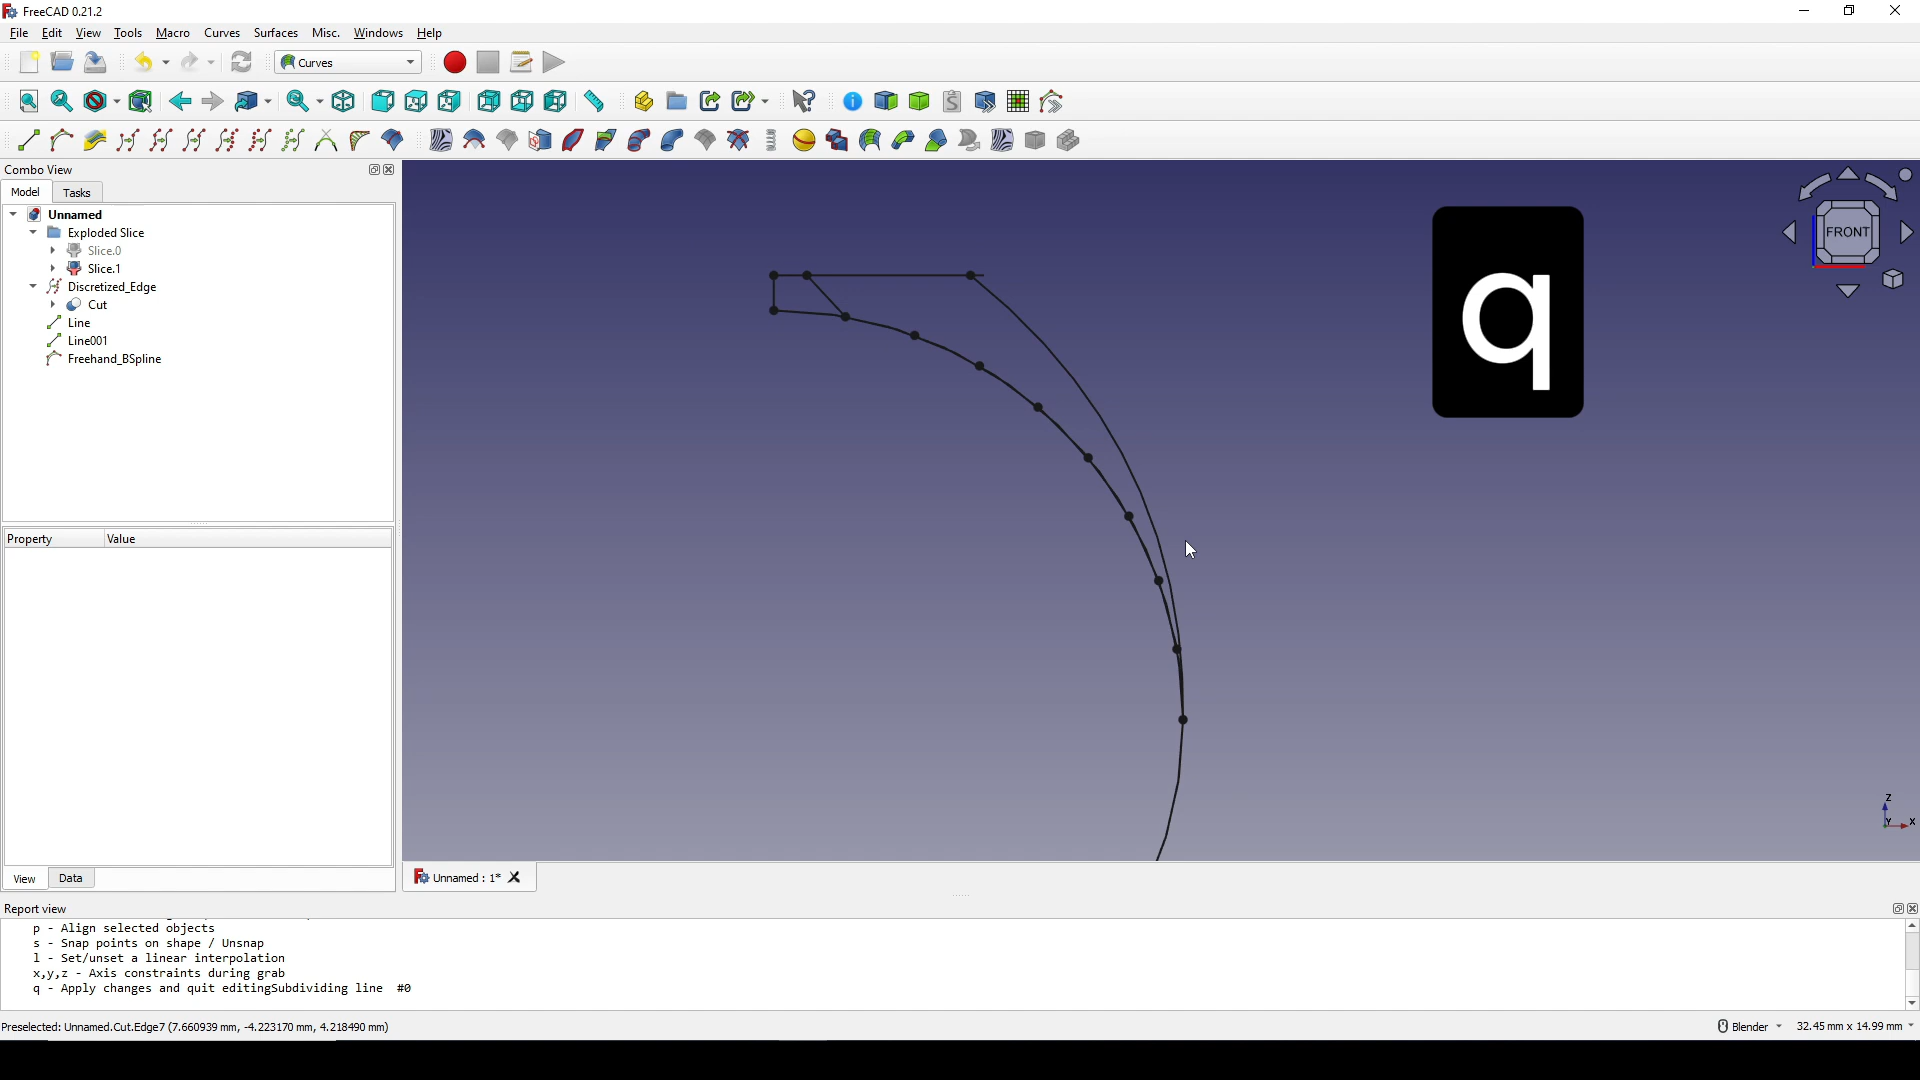 FreeCAD 0.21.2
File Edit View Tools Macro Curves Surfaces Misc. Windows Help
Curves
Combo View
Model Tasks
Unnamed
Exploded Slice
Slice.0
Slice.1
Discretized_Edge
Cut
Line
Line001
Freehand_BSpline
FRONT
q
Property Value
Z
Y X
View Data
Unnamed : 1*
Report view
p - Align selected objects
s - Snap points on shape / Unsnap
l - Set/unset a linear interpolation
x,y,z - Axis constraints during grab
q - Apply changes and quit editingSubdividing line #0
Preselected: Unnamed.Cut.Edge7 (7.660939 mm, -4.223170 mm, 4.218490 mm)
Blender 32.45 mm x 14.99 mm